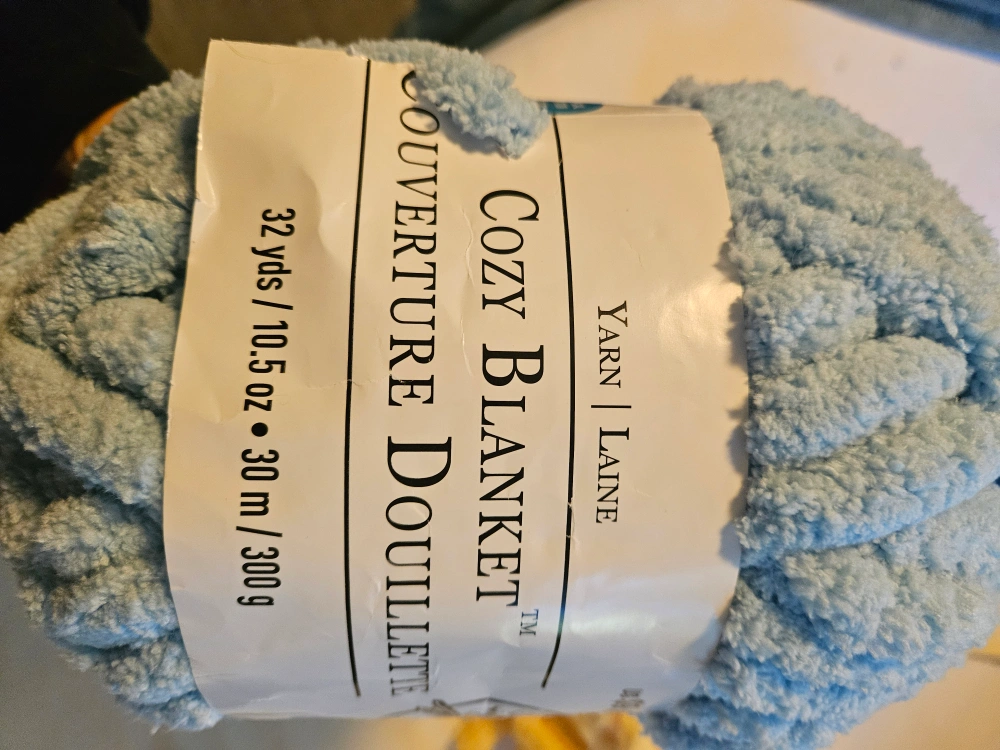 YARN | LAINE
COZY BLANKET™
COUVERTURE DOUILLETTE
32 yds / 10.5 oz • 30 m / 300 g